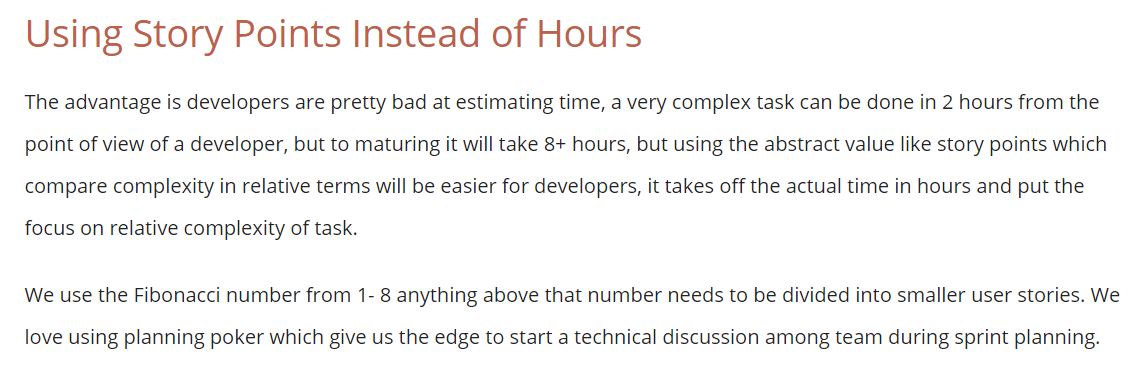 Using Story Points Instead of Hours
The advantage is developers are pretty bad at estimating time, a very complex task can be done in 2 hours from the
point of view of a developer, but to maturing it will take 8+ hours, but using the abstract value like story points which
compare complexity in relative terms will be easier for developers, it takes off the actual time in hours and put the
focus on relative complexity of task.
We use the Fibonacci number from 1- 8 anything above that number needs to be divided into smaller user stories. We
love using planning poker which give us the edge to start a technical discussion among team during sprint planning.